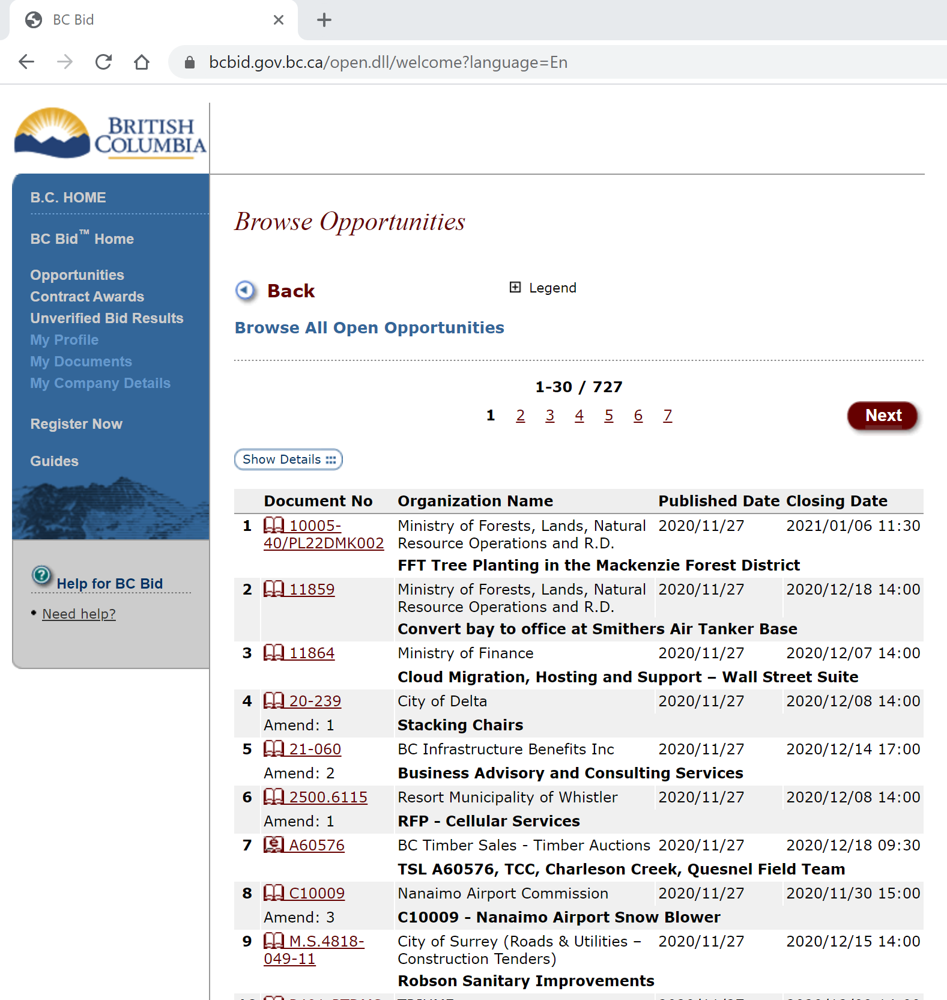 BC Bid
bcbid.gov.bc.ca/open.dll/welcome?language=En
BRITISH
COLUMBIA
B.C. HOME
BC Bid™ Home
Opportunities
Contract Awards
Unverified Bid Results
My Profile
My Documents
My Company Details
Register Now
Guides
Help for BC Bid
Need help?
Browse Opportunities
Back
Legend
Browse All Open Opportunities
1-30 / 727
1 2 3 4 5 6 7
Next
Show Details
Document No Organization Name Published Date Closing Date
1 10005- Ministry of Forests, Lands, Natural 2020/11/27 2021/01/06 11:30
40/PL22DMK002 Resource Operations and R.D.
FFT Tree Planting in the Mackenzie Forest District
2 11859 Ministry of Forests, Lands, Natural 2020/11/27 2020/12/18 14:00
Resource Operations and R.D.
Convert bay to office at Smithers Air Tanker Base
3 11864 Ministry of Finance 2020/11/27 2020/12/07 14:00
Cloud Migration, Hosting and Support – Wall Street Suite
4 20-239 City of Delta 2020/11/27 2020/12/08 14:00
Amend: 1 Stacking Chairs
5 21-060 BC Infrastructure Benefits Inc 2020/11/27 2020/12/14 17:00
Amend: 2 Business Advisory and Consulting Services
6 2500.6115 Resort Municipality of Whistler 2020/11/27 2020/12/08 14:00
Amend: 1 RFP - Cellular Services
7 A60576 BC Timber Sales - Timber Auctions 2020/11/27 2020/12/18 09:30
TSL A60576, TCC, Charleson Creek, Quesnel Field Team
8 C10009 Nanaimo Airport Commission 2020/11/27 2020/11/30 15:00
Amend: 3 C10009 - Nanaimo Airport Snow Blower
9 M.S.4818- City of Surrey (Roads & Utilities – 2020/11/27 2020/12/15 14:00
049-11 Construction Tenders)
Robson Sanitary Improvements